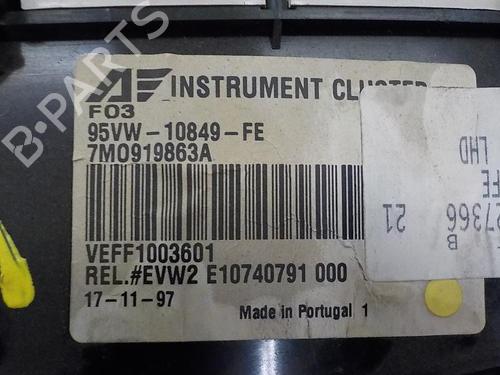 INSTRUMENT CLUSTER
F03
95VW-10849-FE
7M0919863A
VEFF1003601
REL.#EVW2 E10740791 000
17-11-97
Made in Portugal 1
LHD
FE
27366
B
21
B-PARTS